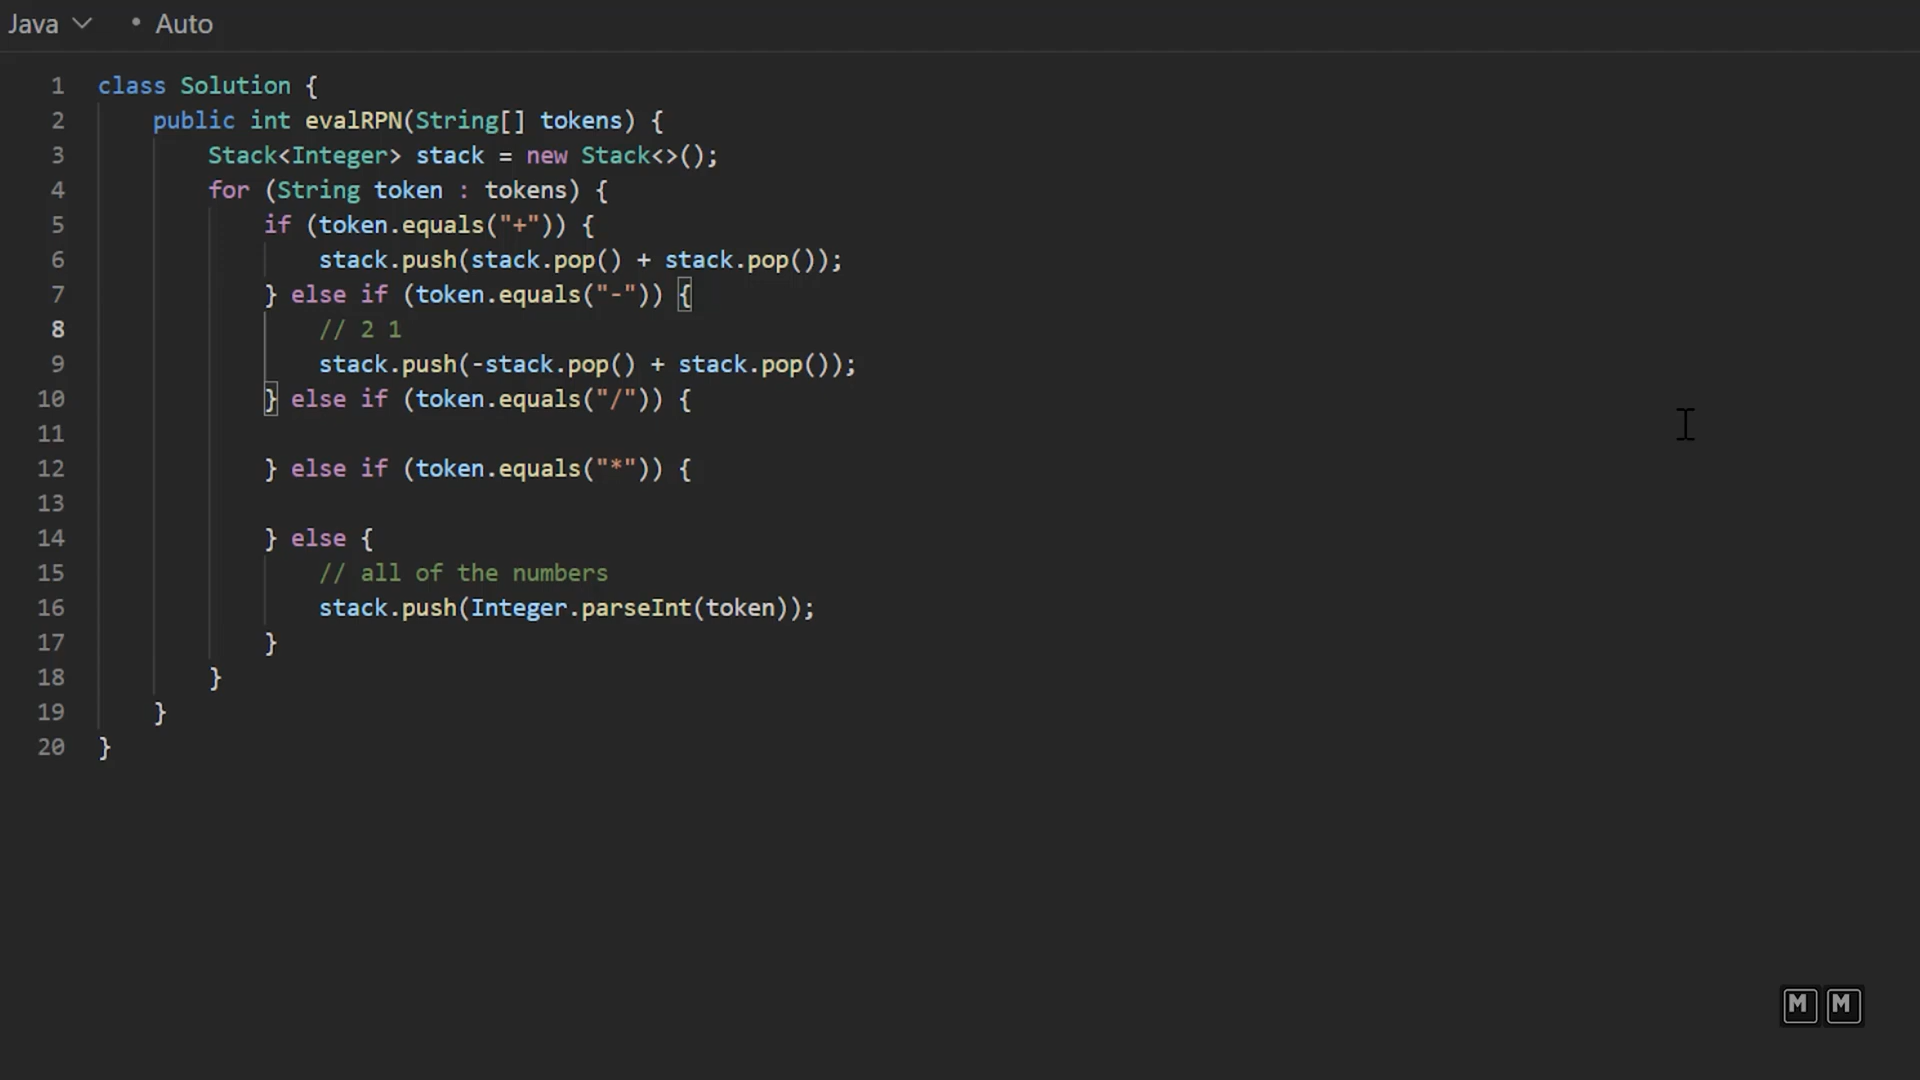 Java • Auto
1 class Solution {
2 public int evalRPN(String[] tokens) {
3 Stack<Integer> stack = new Stack<>();
4 for (String token : tokens) {
5 if (token.equals("+")) {
6 stack.push(stack.pop() + stack.pop());
7 } else if (token.equals("-")) {
8 // 2 1
9 stack.push(-stack.pop() + stack.pop());
10 } else if (token.equals("/")) {
11
12 } else if (token.equals("*")) {
13
14 } else {
15 // all of the numbers
16 stack.push(Integer.parseInt(token));
17 }
18 }
19 }
20 }
M M